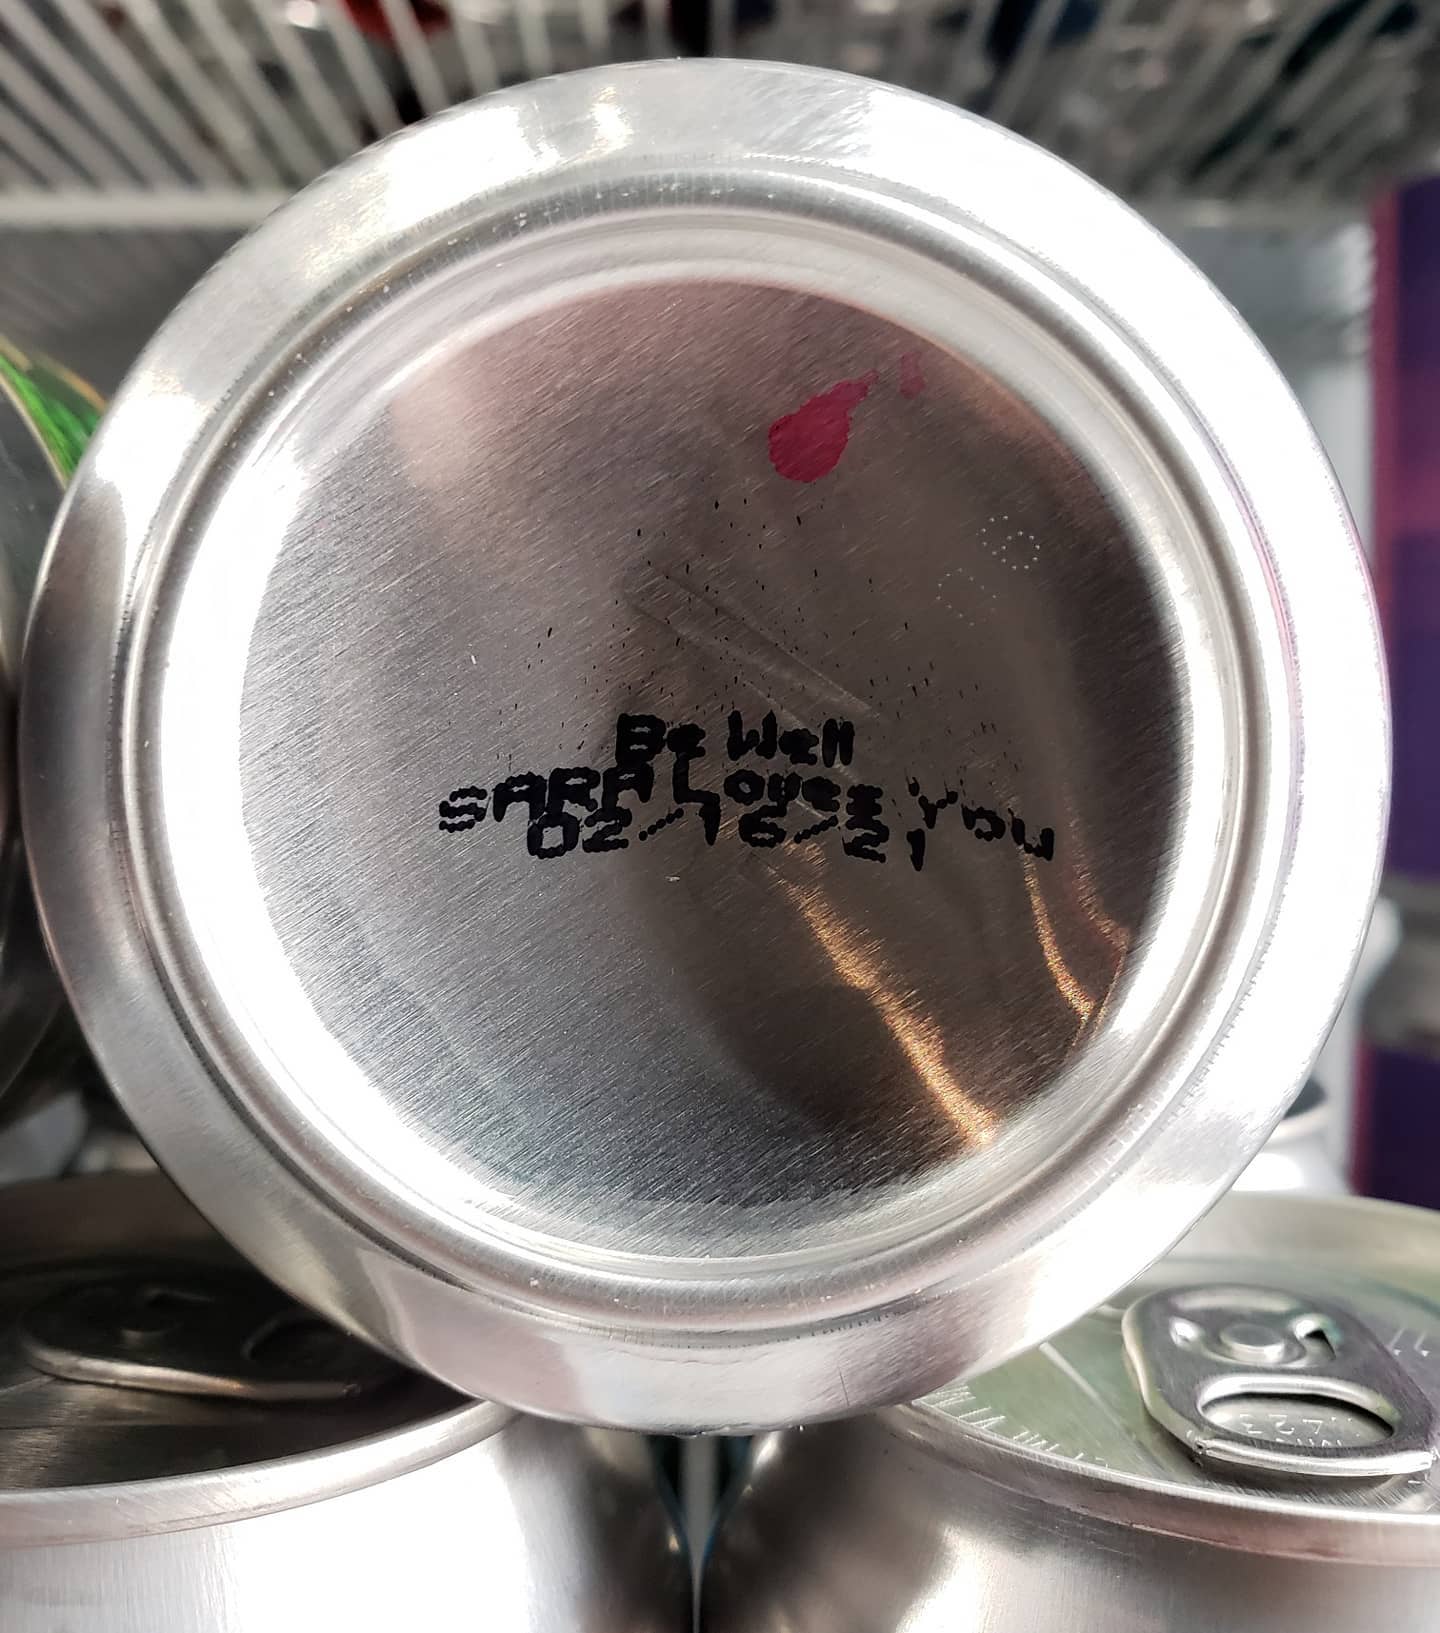 Be Well
SARA Loves You
02/16/21